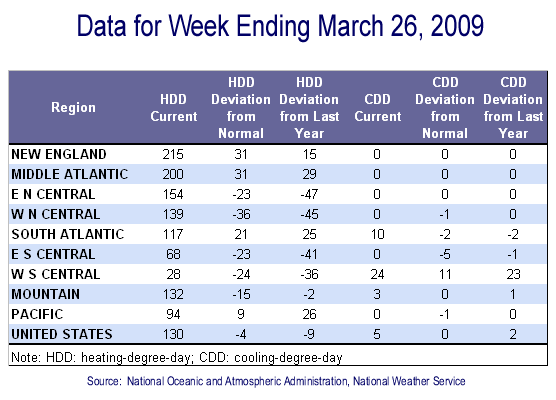 Data for Week Ending March 26, 2009
Region HDD Current HDD Deviation from Normal HDD Deviation from Last Year CDD Current CDD Deviation from Normal CDD Deviation from Last Year
NEW ENGLAND 215 31 15 0 0 0
MIDDLE ATLANTIC 200 31 29 0 0 0
E N CENTRAL 154 -23 -47 0 0 0
W N CENTRAL 139 -36 -45 0 -1 0
SOUTH ATLANTIC 117 21 25 10 -2 -2
E S CENTRAL 68 -23 -41 0 -5 -1
W S CENTRAL 28 -24 -36 24 11 23
MOUNTAIN 132 -15 -2 3 0 1
PACIFIC 94 9 26 0 -1 0
UNITED STATES 130 -4 -9 5 0 2
Note: HDD: heating-degree-day; CDD: cooling-degree-day
Source: National Oceanic and Atmospheric Administration, National Weather Service